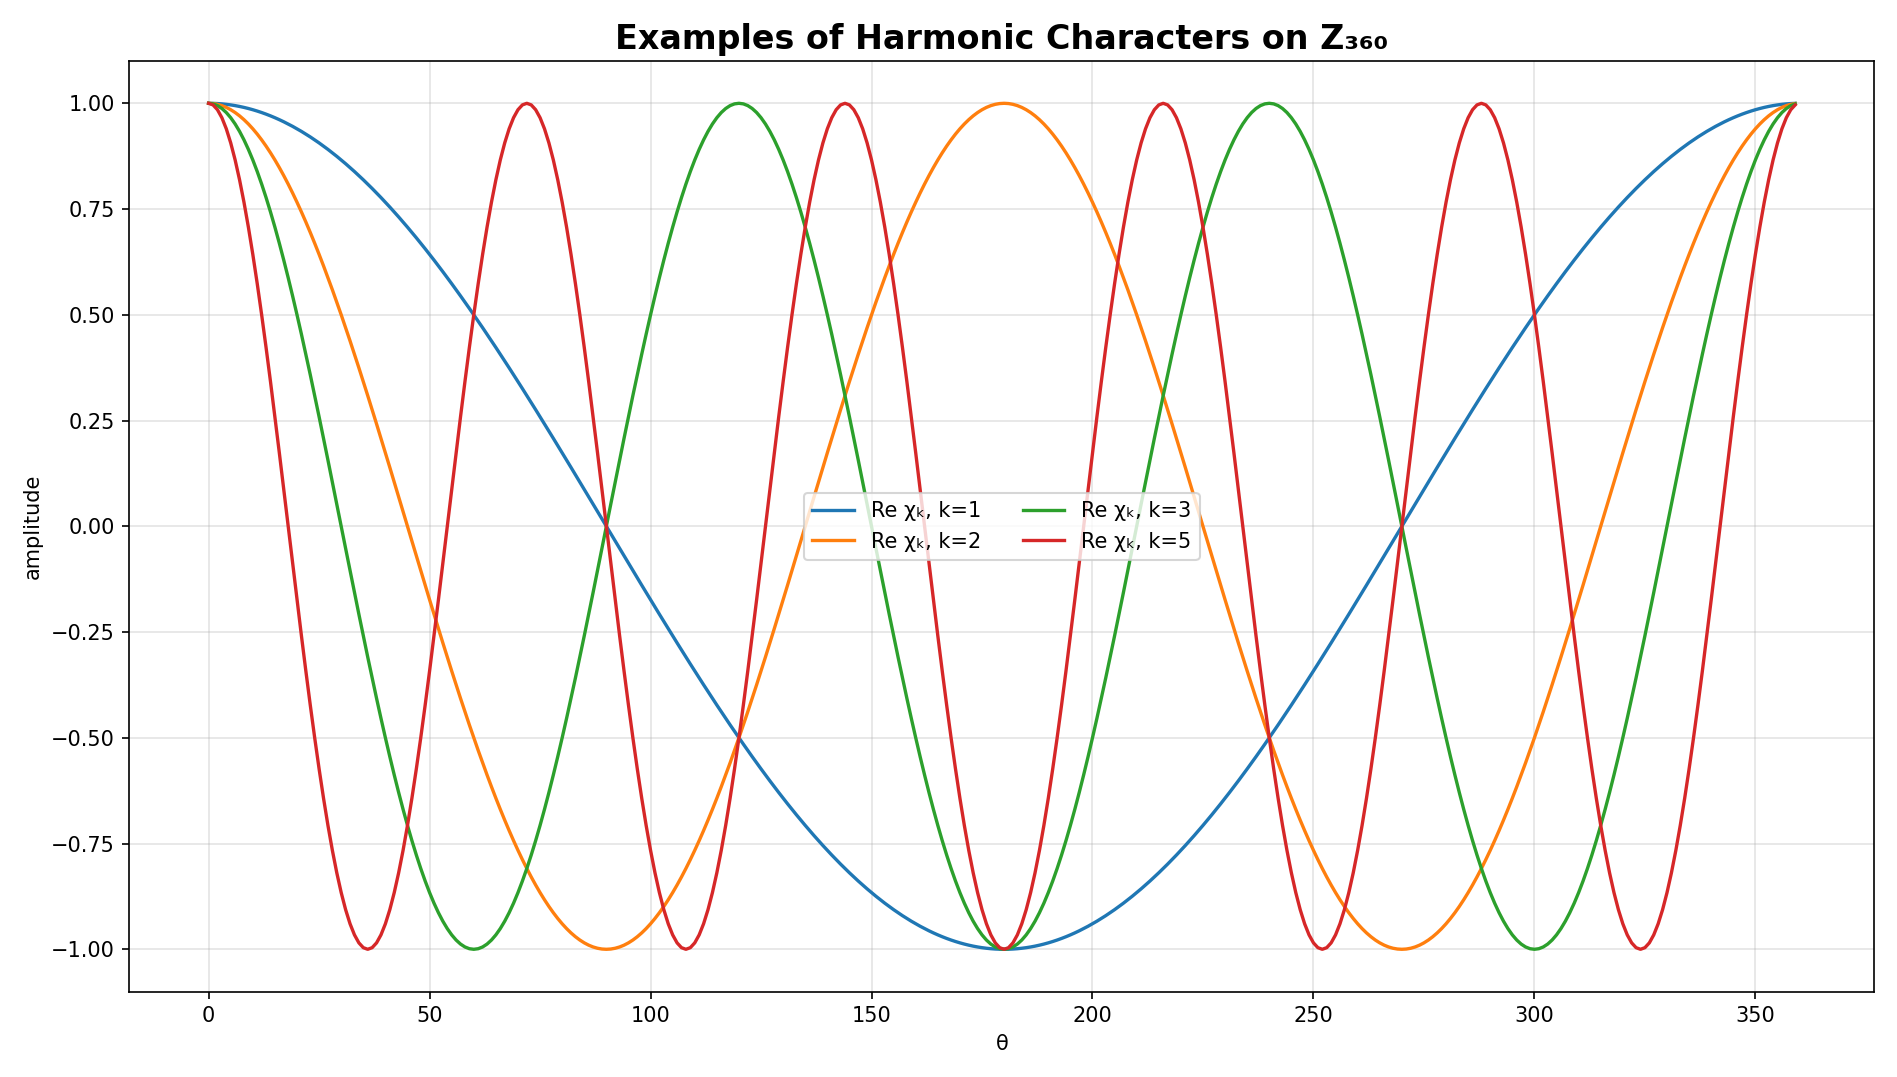 Examples of Harmonic Characters on Z₃₆₀
amplitude
1.00
0.75
0.50
0.25
0.00
−0.25
−0.50
−0.75
−1.00
Re χₖ, k=1
Re χₖ, k=3
Re χₖ, k=2
Re χₖ, k=5
0 50 100 150 200 250 300 350
θ